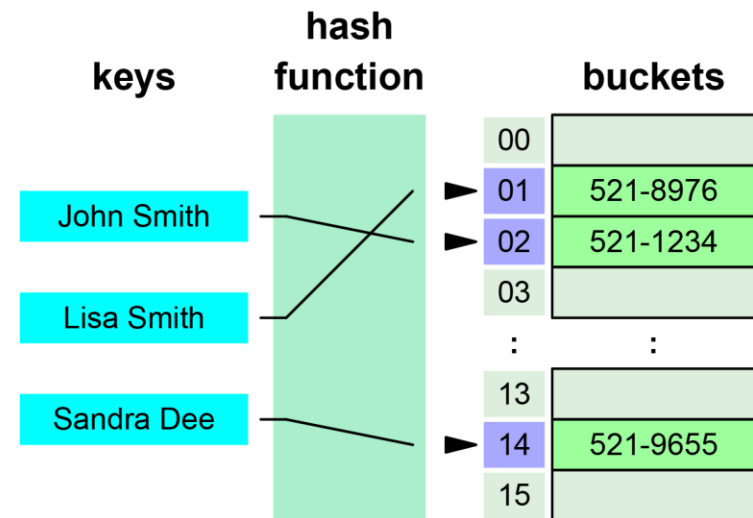 hash
function
keys
buckets
John Smith
Lisa Smith
Sandra Dee
00
01 521-8976
02 521-1234
03
: :
13
14 521-9655
15